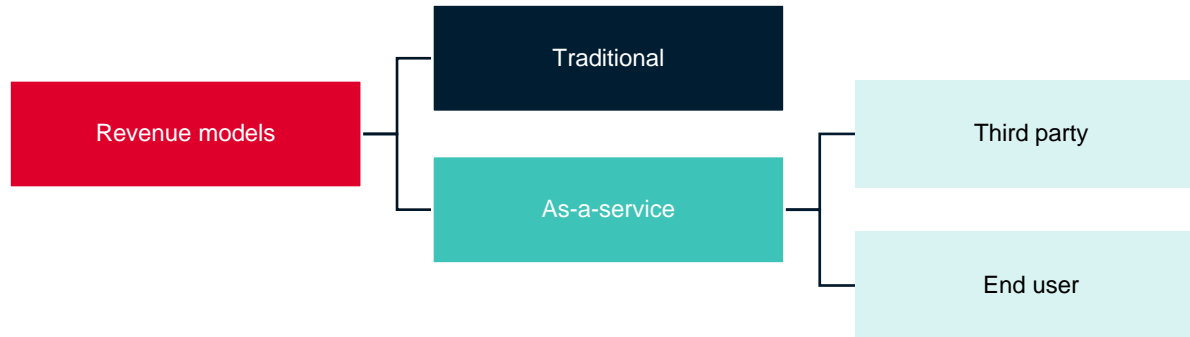 Revenue models
Traditional
As-a-service
Third party
End user